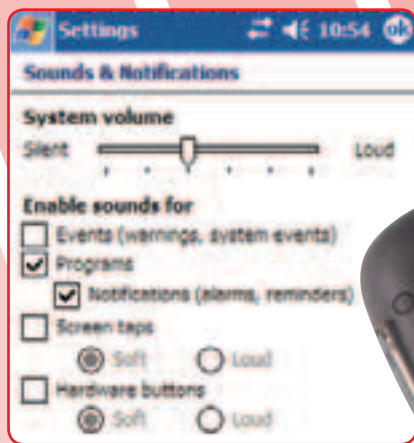 Settings 10:54 ok
Sounds & Notifications
System volume
Silent Loud
Enable sounds for
Events (warnings, system events)
Programs
Notifications (alarms, reminders)
Screen taps
Soft Loud
Hardware buttons
Soft Loud